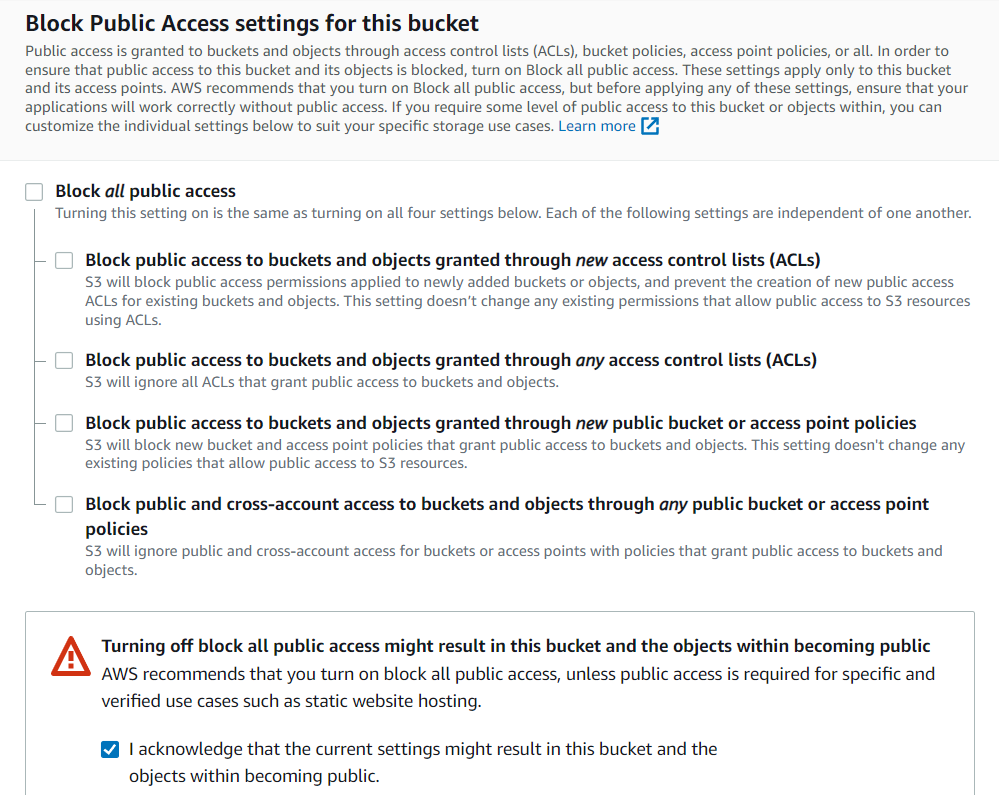 Block Public Access settings for this bucket
Public access is granted to buckets and objects through access control lists (ACLs), bucket policies, access point policies, or all. In order to
ensure that public access to this bucket and its objects is blocked, turn on Block all public access. These settings apply only to this bucket
and its access points. AWS recommends that you turn on Block all public access, but before applying any of these settings, ensure that your
applications will work correctly without public access. If you require some level of public access to this bucket or objects within, you can
customize the individual settings below to suit your specific storage use cases. Learn more
Block all public access
Turning this setting on is the same as turning on all four settings below. Each of the following settings are independent of one another.
Block public access to buckets and objects granted through new access control lists (ACLs)
S3 will block public access permissions applied to newly added buckets or objects, and prevent the creation of new public access
ACLs for existing buckets and objects. This setting doesn't change any existing permissions that allow public access to S3 resources
using ACLs.
Block public access to buckets and objects granted through any access control lists (ACLs)
S3 will ignore all ACLs that grant public access to buckets and objects.
Block public access to buckets and objects granted through new public bucket or access point policies
S3 will block new bucket and access point policies that grant public access to buckets and objects. This setting doesn't change any
existing policies that allow public access to S3 resources.
Block public and cross-account access to buckets and objects through any public bucket or access point
policies
S3 will ignore public and cross-account access for buckets or access points with policies that grant public access to buckets and
objects.
Turning off block all public access might result in this bucket and the objects within becoming public
AWS recommends that you turn on block all public access, unless public access is required for specific and
verified use cases such as static website hosting.
I acknowledge that the current settings might result in this bucket and the
objects within becoming public.